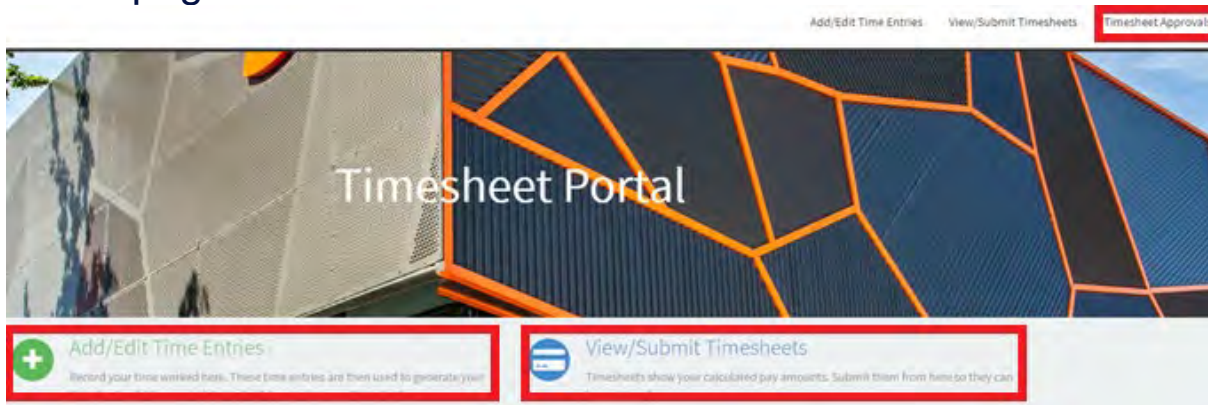 Add/Edit Time Entries View/Submit Timesheets Timesheet Approvals
Timesheet Portal
Add/Edit Time Entries
Record your time worked here. These time entries are then used to generate your
View/Submit Timesheets
Timesheets show your calculated pay amounts. Submit them from here so they can